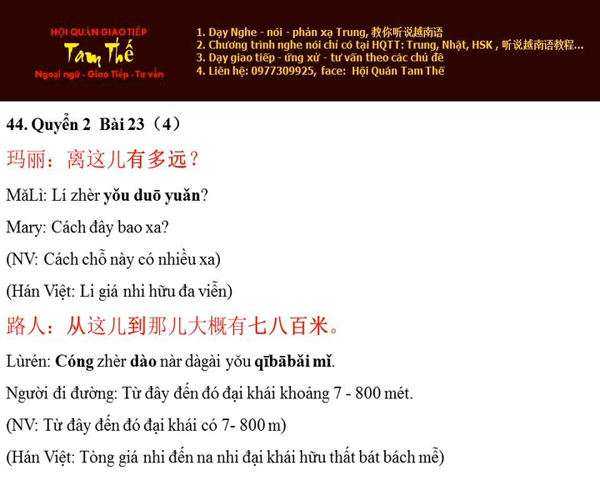 HỘI QUÁN GIAO TIẾP
Tam Thế
Ngoại ngữ - Giao Tiếp - Tư vấn
1. Dạy Nghe - nói - phản xạ Trung, 教你听说越南语
2. Chương trình nghe nói chỉ có tại HQTT: Trung, Nhật, HSK , 听说越南语教程...
3. Dạy giao tiếp - ứng xử - tư vấn theo các chủ đề
4. Liên hệ: 0977309925, face: Hội Quán Tam Thế
44. Quyển 2 Bài 23（4）
玛丽：离这儿有多远？
MǎLì: Lí zhèr yǒu duō yuǎn?
Mary: Cách đây bao xa?
(NV: Cách chỗ này có nhiều xa)
(Hán Việt: Li giá nhi hữu đa viễn)
路人：从这儿到那儿大概有七八百米。
Lùrén: Cóng zhèr dào nàr dàgài yǒu qībābǎi mǐ.
Người đi đường: Từ đây đến đó đại khái khoảng 7 - 800 mét.
(NV: Từ đây đến đó đại khái có 7- 800 m)
(Hán Việt: Tòng giá nhi đến na nhi đại khái hữu thất bát bách mễ)